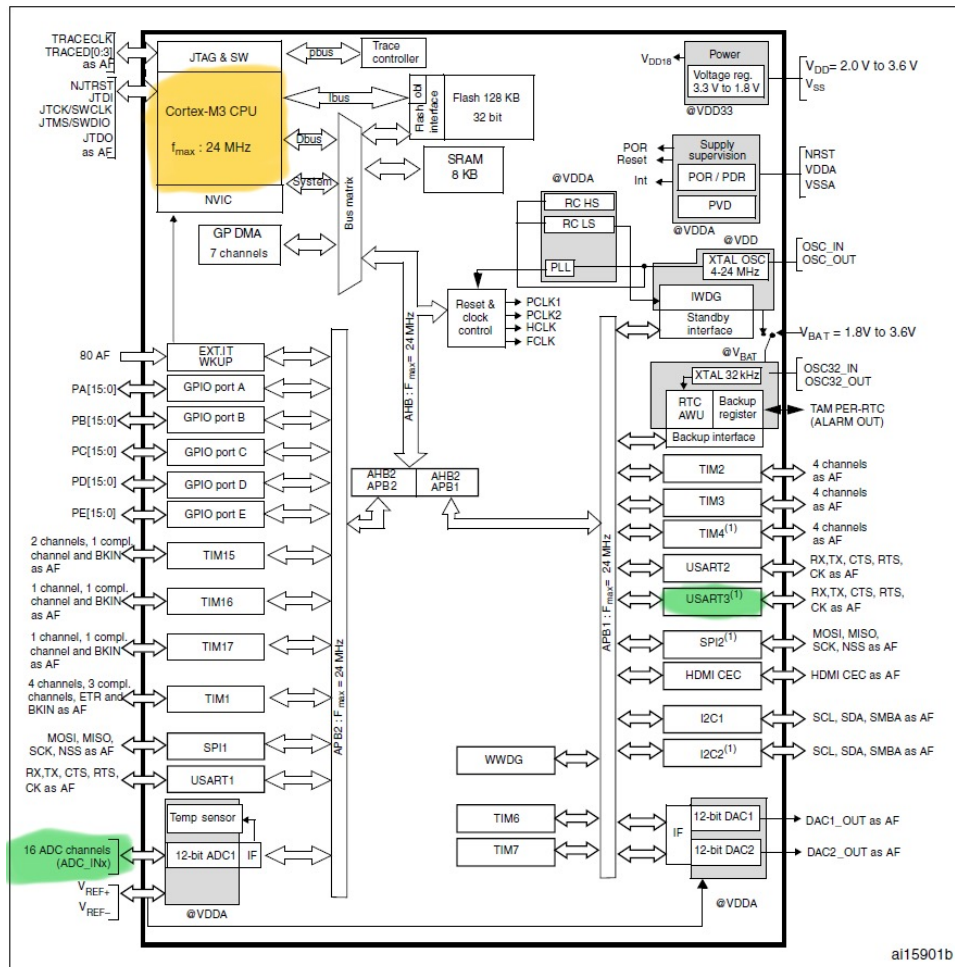 TRACECLK
TRACED[0:3]
as AF
NJTRST
JTDI
JTCK/SWCLK
JTMS/SWDIO
JTDO
as AF
JTAG & SW
pbus
Trace
controller
Cortex-M3 CPU
fmax : 24 MHz
NVIC
Ibus
Dbus
System
Flash obl
interface
Flash 128 KB
32 bit
SRAM
8 KB
Bus matrix
GP DMA
7 channels
VDD18
Power
Voltage reg.
3.3 V to 1.8 V
@VDD33
VDD= 2.0 V to 3.6 V
VSS
POR
Reset
Int
Supply
supervision
POR / PDR
PVD
@VDDA
NRST
VDDA
VSSA
@VDDA
RC HS
RC LS
PLL
@VDD
XTAL OSC
4-24 MHz
OSC_IN
OSC_OUT
IWDG
Standby
interface
VBAT = 1.8V to 3.6V
Reset &
clock
control
PCLK1
PCLK2
HCLK
FCLK
@VBAT
XTAL 32 kHz
OSC32_IN
OSC32_OUT
RTC
AWU
Backup
register
Backup interface
TAM PER-RTC
(ALARM OUT)
AHB : Fmax= 24 MHz
80 AF
EXT.IT
WKUP
PA[15:0]
GPIO port A
PB[15:0]
GPIO port B
PC[15:0]
GPIO port C
PD[15:0]
GPIO port D
PE[15:0]
GPIO port E
2 channels, 1 compl.
channel and BKIN
as AF
TIM15
1 channel, 1 compl.
channel and BKIN
as AF
TIM16
1 channel, 1 compl.
channel and BKIN
as AF
TIM17
4 channels, 3 compl.
channels, ETR and
BKIN as AF
TIM1
MOSI, MISO,
SCK, NSS as AF
SPI1
RX,TX, CTS, RTS,
CK as AF
USART1
Temp sensor
16 ADC channels
(ADC_INx)
12-bit ADC1
IF
VREF+
VREF−
@VDDA
APB2 : Fmax = 24 MHz
AHB2
APB2
AHB2
APB1
APB1 : Fmax= 24 MHz
TIM2
4 channels
as AF
TIM3
4 channels
as AF
TIM4(1)
4 channels
as AF
USART2
RX,TX, CTS, RTS,
CK as AF
USART3(1)
RX,TX, CTS, RTS,
CK as AF
SPI2(1)
MOSI, MISO,
SCK, NSS as AF
HDMI CEC
HDMI CEC as AF
I2C1
SCL, SDA, SMBA as AF
I2C2(1)
SCL, SDA, SMBA as AF
WWDG
TIM6
TIM7
IF
12-bit DAC1
DAC1_OUT as AF
12-bit DAC2
DAC2_OUT as AF
@VDDA
ai15901b